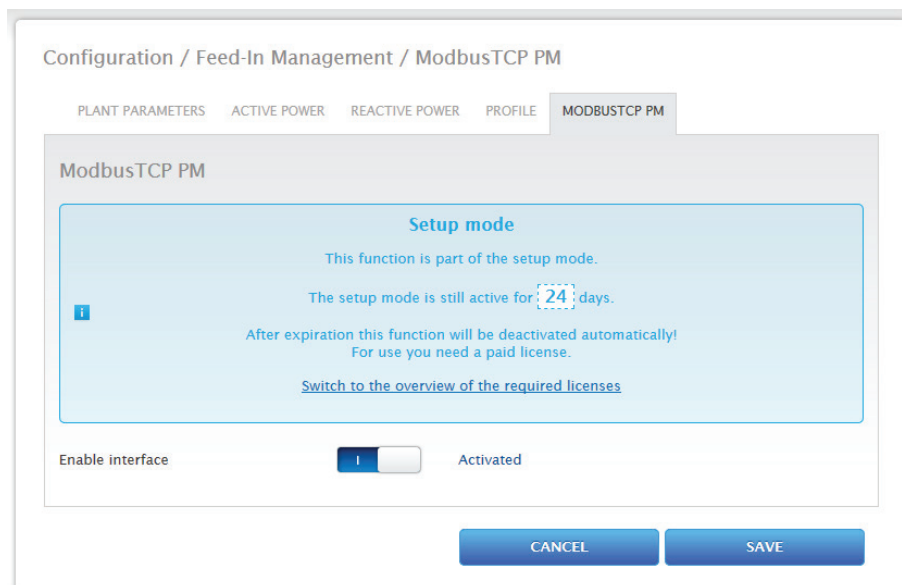 Configuration / Feed-In Management / ModbusTCP PM
PLANT PARAMETERS ACTIVE POWER REACTIVE POWER PROFILE MODBUSTCP PM
ModbusTCP PM
Setup mode
This function is part of the setup mode.
The setup mode is still active for 24 days.
i
After expiration this function will be deactivated automatically!
For use you need a paid license.
Switch to the overview of the required licenses
Enable interface I Activated
CANCEL SAVE